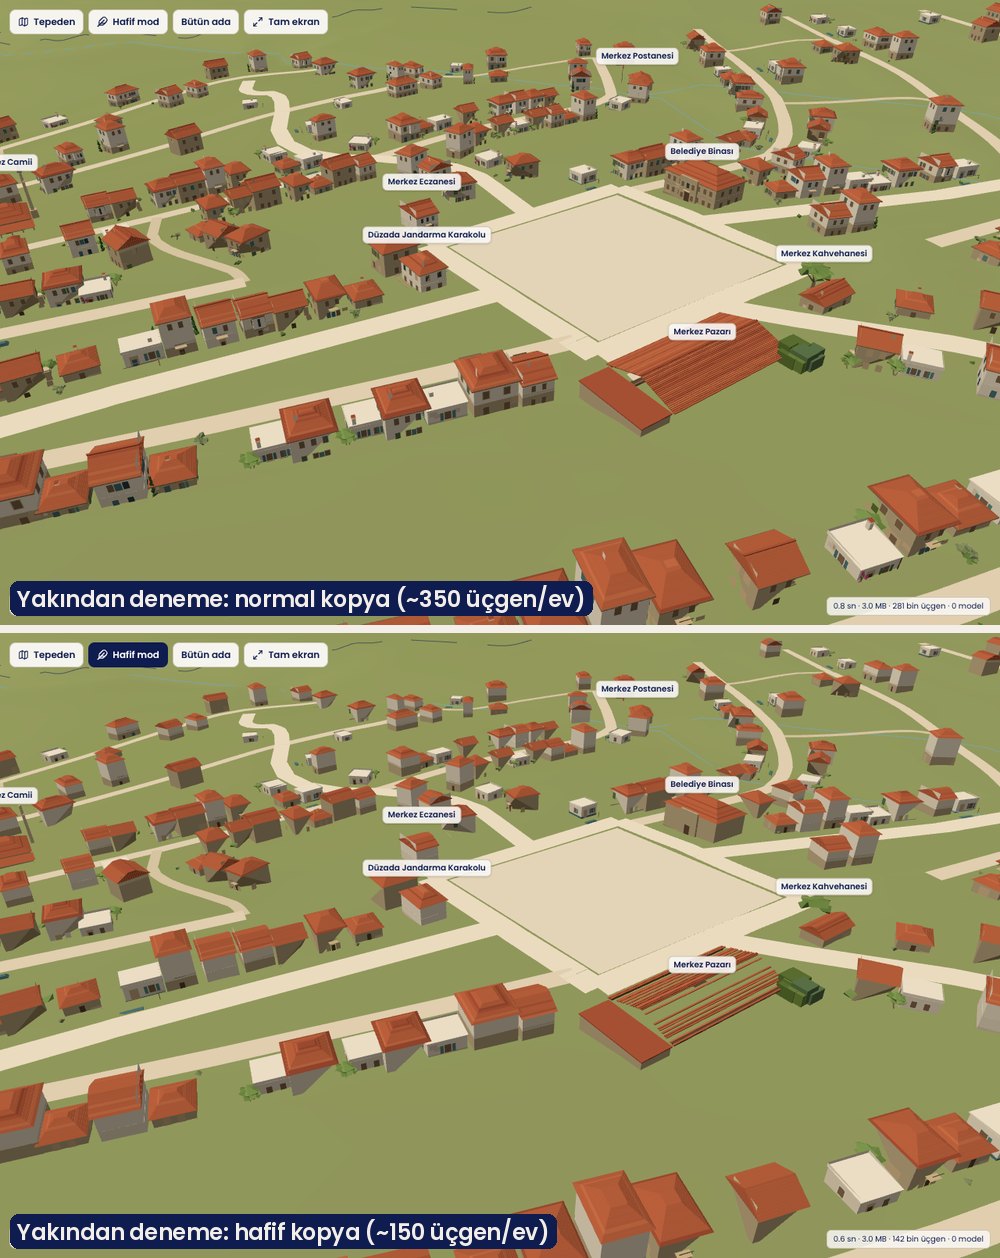 Tepeden
Hafif mod
Bütün ada
Tam ekran
Merkez Postanesi
Belediye Binası
ez Camii
Merkez Eczanesi
Düzada Jandarma Karakolu
Merkez Kahvehanesi
Merkez Pazarı
Yakından deneme: normal kopya (~350 üçgen/ev)
0.8 sn · 3.0 MB · 281 bin üçgen · 0 model
Tepeden
Hafif mod
Bütün ada
Tam ekran
Merkez Postanesi
Belediye Binası
ez Camii
Merkez Eczanesi
Düzada Jandarma Karakolu
Merkez Kahvehanesi
Merkez Pazarı
Yakından deneme: hafif kopya (~150 üçgen/ev)
0.6 sn · 3.0 MB · 142 bin üçgen · 0 model